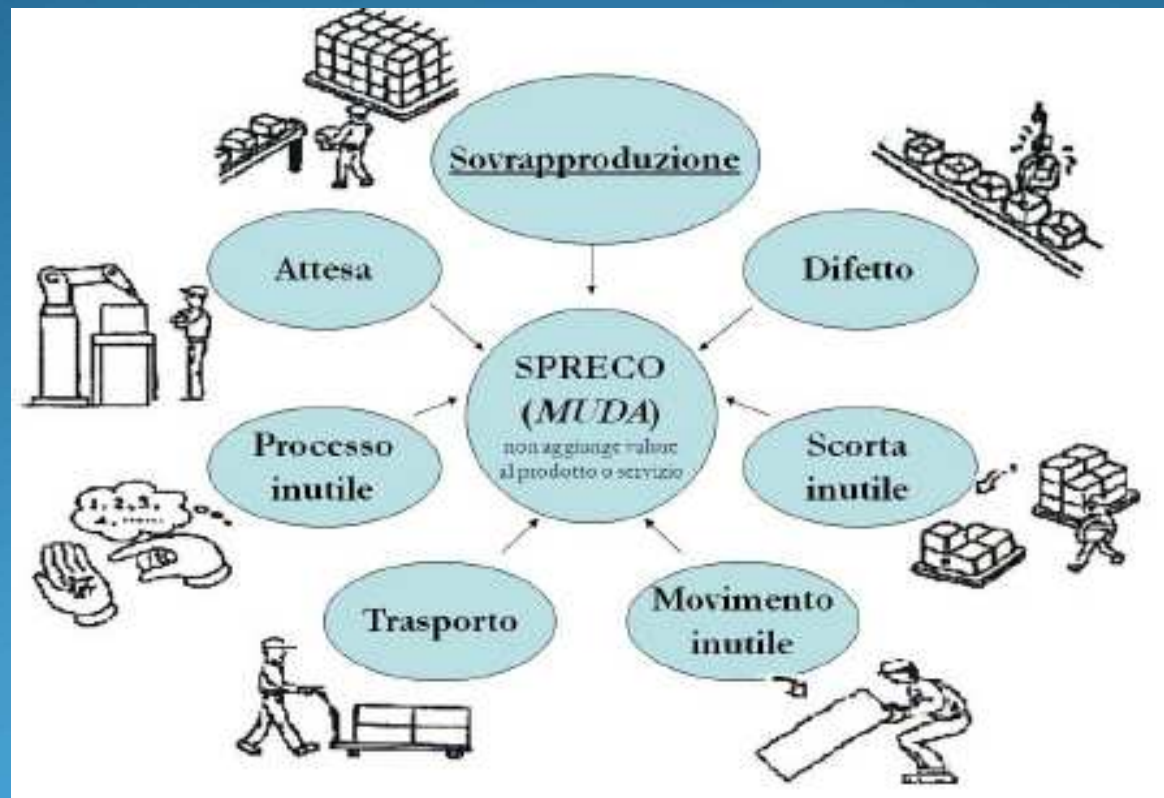 Sovrapproduzione
Attesa
Difetto
SPRECO
(MUDA)
non aggiunge valore
al prodotto o servizio
Processo
inutile
Scorta
inutile
1, 2, 3,
4, ......
Trasporto
Movimento
inutile